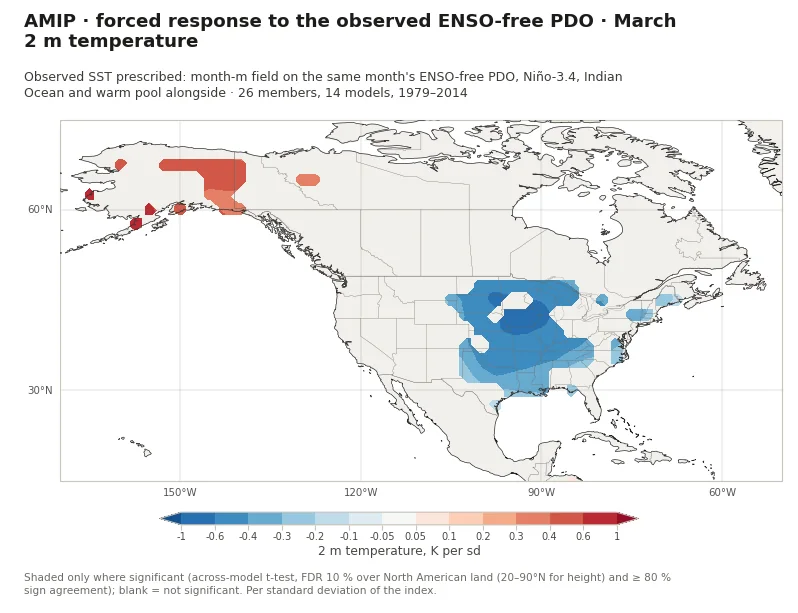 AMIP · forced response to the observed ENSO-free PDO · March
2 m temperature
Observed SST prescribed: month-m field on the same month's ENSO-free PDO, Niño-3.4, Indian
Ocean and warm pool alongside · 26 members, 14 models, 1979–2014
60°N
30°N
150°W 120°W 90°W 60°W
-1 -0.6 -0.4 -0.3 -0.2 -0.1 -0.05 0.05 0.1 0.2 0.3 0.4 0.6 1
2 m temperature, K per sd
Shaded only where significant (across-model t-test, FDR 10 % over North American land (20–90°N for height) and ≥ 80 %
sign agreement); blank = not significant. Per standard deviation of the index.